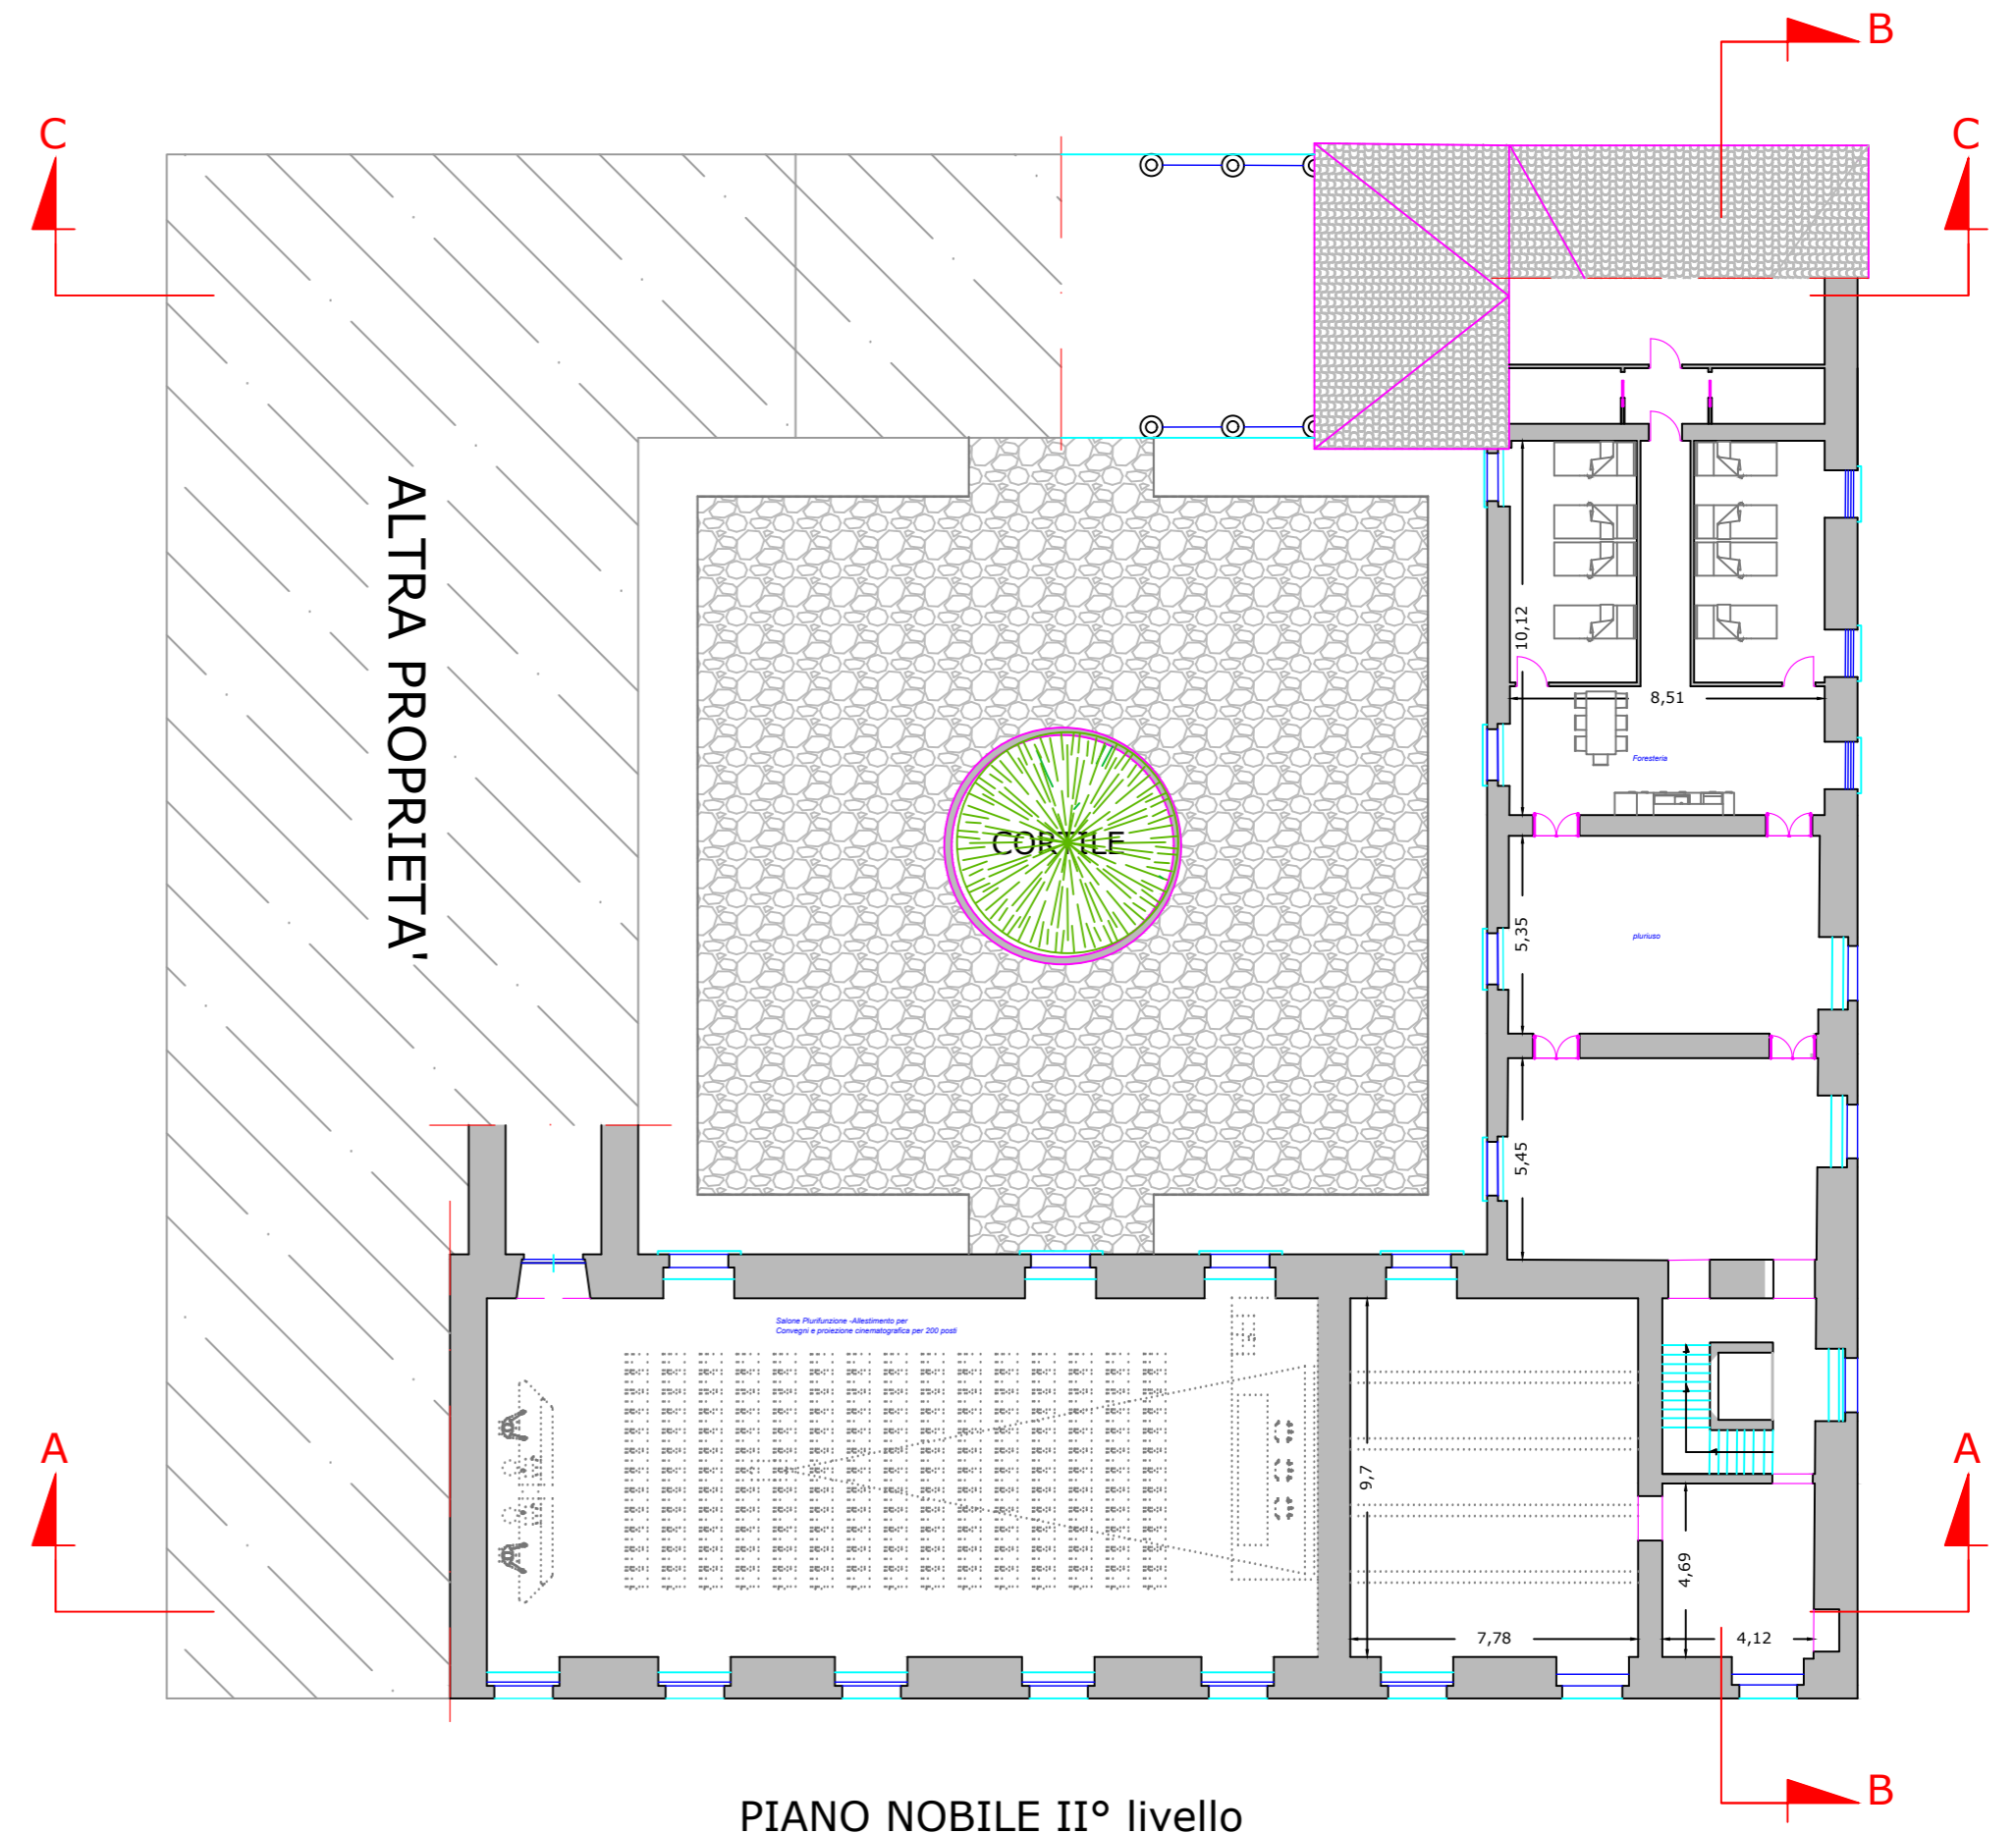 B
C
C
ALTRA PROPRIETA'
10,12
8,51
Foresteria
CORTILE
5,35
pluriuso
5,45
Salone Plurifunzione -Allestimento per
Convegni e proiezione cinematografica per 200 posti
A
A
9,7
4,69
7,78
4,12
B
PIANO NOBILE II° livello